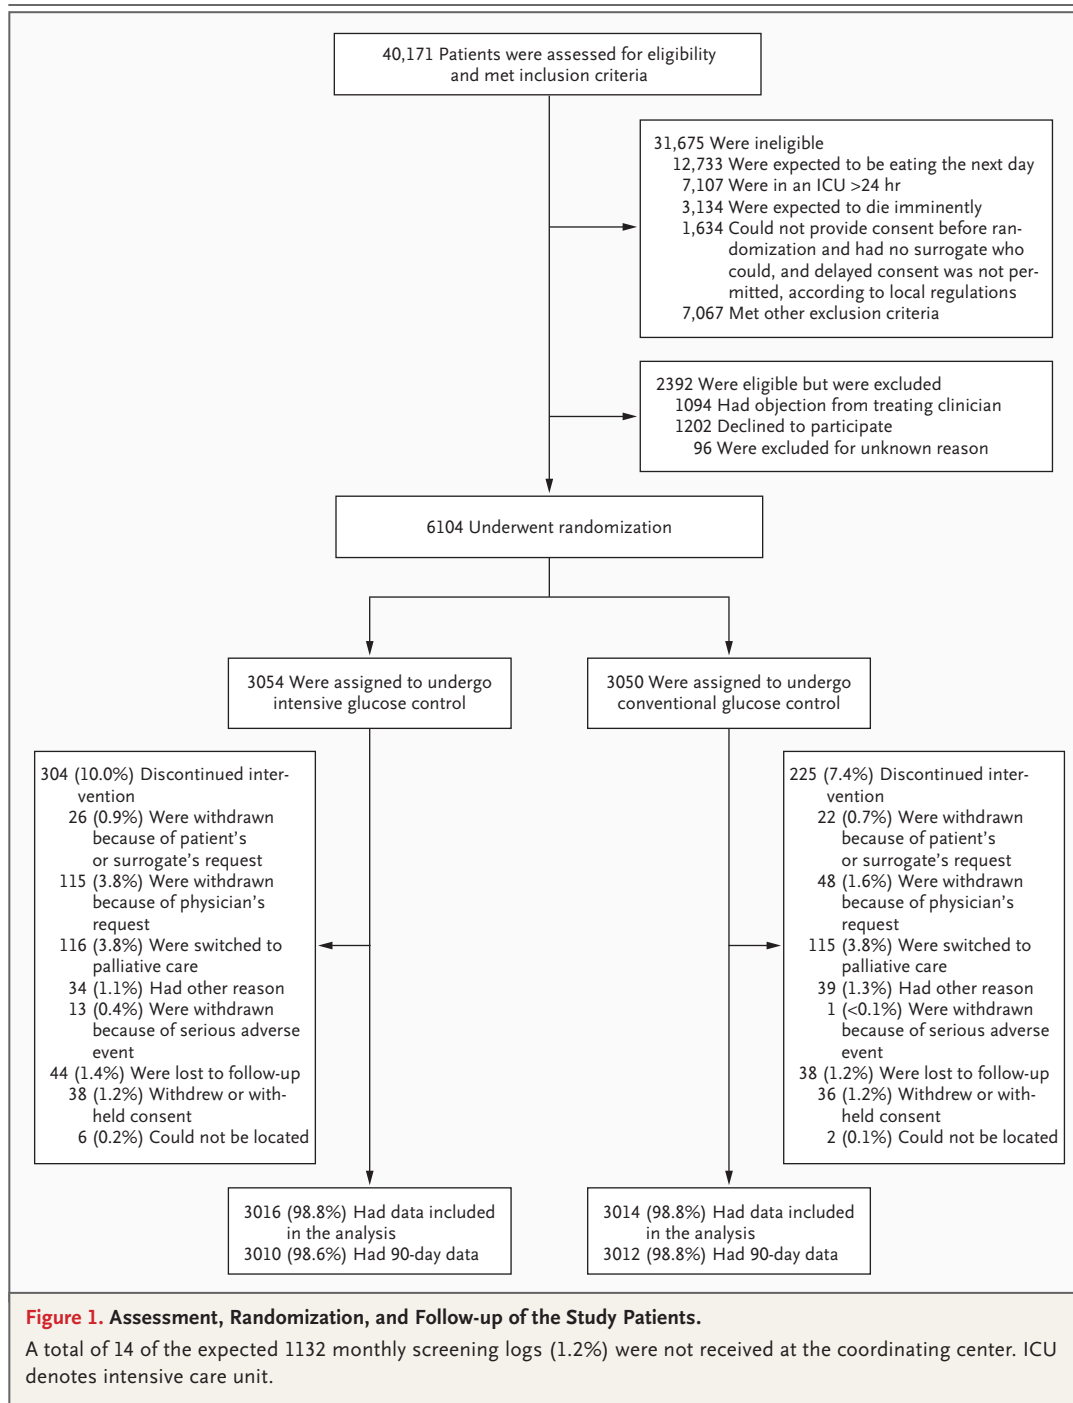 40,171 Patients were assessed for eligibility
and met inclusion criteria
31,675 Were ineligible
12,733 Were expected to be eating the next day
7,107 Were in an ICU >24 hr
3,134 Were expected to die imminently
1,634 Could not provide consent before ran-
domization and had no surrogate who
could, and delayed consent was not per-
mitted, according to local regulations
7,067 Met other exclusion criteria
2392 Were eligible but were excluded
1094 Had objection from treating clinician
1202 Declined to participate
96 Were excluded for unknown reason
6104 Underwent randomization
3054 Were assigned to undergo
intensive glucose control
3050 Were assigned to undergo
conventional glucose control
304 (10.0%) Discontinued inter-
vention
26 (0.9%) Were withdrawn
because of patient's
or surrogate's request
115 (3.8%) Were withdrawn
because of physician's
request
116 (3.8%) Were switched to
palliative care
34 (1.1%) Had other reason
13 (0.4%) Were withdrawn
because of serious adverse
event
44 (1.4%) Were lost to follow-up
38 (1.2%) Withdrew or with-
held consent
6 (0.2%) Could not be located
225 (7.4%) Discontinued inter-
vention
22 (0.7%) Were withdrawn
because of patient's
or surrogate's request
48 (1.6%) Were withdrawn
because of physician's
request
115 (3.8%) Were switched to
palliative care
39 (1.3%) Had other reason
1 (<0.1%) Were withdrawn
because of serious adverse
event
38 (1.2%) Were lost to follow-up
36 (1.2%) Withdrew or with-
held consent
2 (0.1%) Could not be located
3016 (98.8%) Had data included
in the analysis
3010 (98.6%) Had 90-day data
3014 (98.8%) Had data included
in the analysis
3012 (98.8%) Had 90-day data
Figure 1. Assessment, Randomization, and Follow-up of the Study Patients.
A total of 14 of the expected 1132 monthly screening logs (1.2%) were not received at the coordinating center. ICU
denotes intensive care unit.